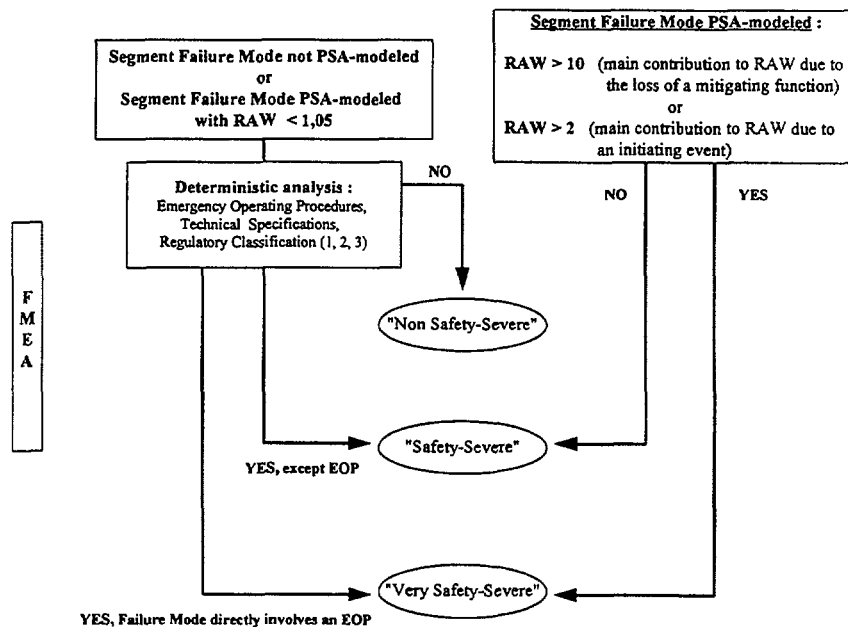 Segment Failure Mode not PSA-modeled
or
Segment Failure Mode PSA-modeled
with RAW < 1,05
Segment Failure Mode PSA-modeled :
RAW > 10 (main contribution to RAW due to
the loss of a mitigating function)
or
RAW > 2 (main contribution to RAW due to
an initiating event)
Deterministic analysis :
Emergency Operating Procedures,
Technical Specifications,
Regulatory Classification (1, 2, 3)
NO
NO
YES
F
M
E
A
"Non Safety-Severe"
"Safety-Severe"
YES, except EOP
"Very Safety-Severe"
YES, Failure Mode directly involves an EOP